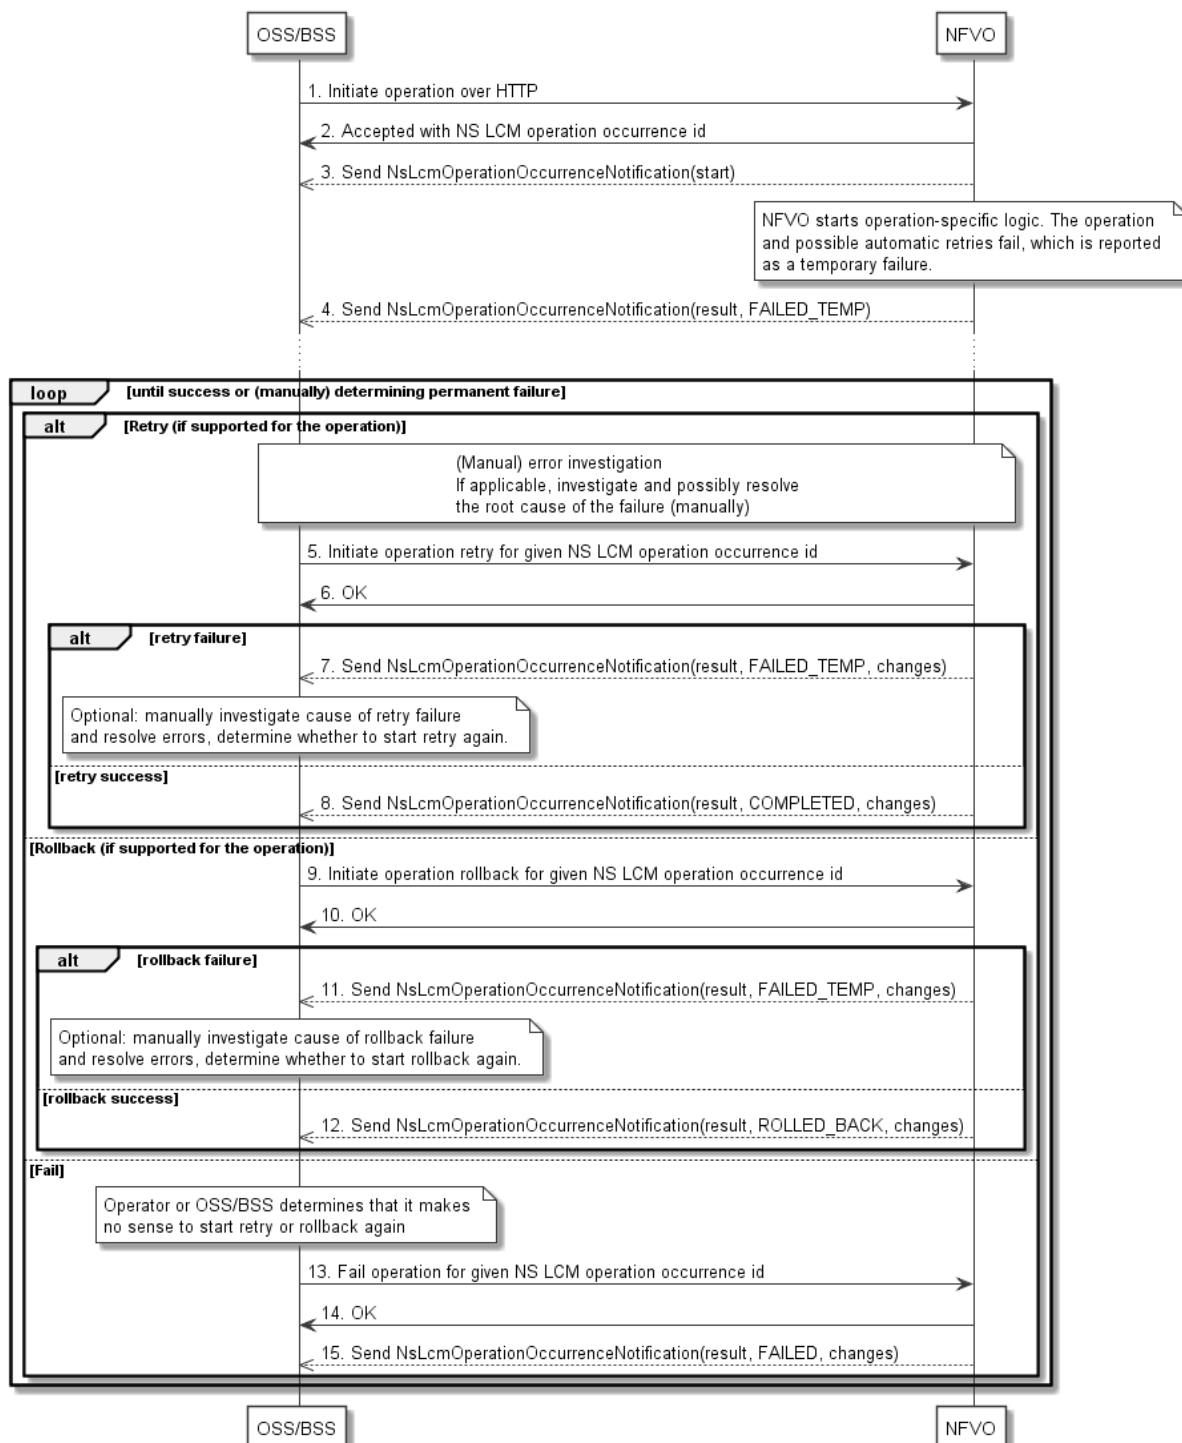 OSS/BSS
NFVO
1. Initiate operation over HTTP
2. Accepted with NS LCM operation occurrence id
3. Send NsLcmOperationOccurrenceNotification(start)
NFVO starts operation-specific logic. The operation
and possible automatic retries fail, which is reported
as a temporary failure.
4. Send NsLcmOperationOccurrenceNotification(result, FAILED_TEMP)
loop
[until success or (manually) determining permanent failure]
alt
[Retry (if supported for the operation)]
(Manual) error investigation
If applicable, investigate and possibly resolve
the root cause of the failure (manually)
5. Initiate operation retry for given NS LCM operation occurrence id
6. OK
alt
[retry failure]
7. Send NsLcmOperationOccurrenceNotification(result, FAILED_TEMP, changes)
Optional: manually investigate cause of retry failure
and resolve errors, determine whether to start retry again.
[retry success]
8. Send NsLcmOperationOccurrenceNotification(result, COMPLETED, changes)
[Rollback (if supported for the operation)]
9. Initiate operation rollback for given NS LCM operation occurrence id
10. OK
alt
[rollback failure]
11. Send NsLcmOperationOccurrenceNotification(result, FAILED_TEMP, changes)
Optional: manually investigate cause of rollback failure
and resolve errors, determine whether to start rollback again.
[rollback success]
12. Send NsLcmOperationOccurrenceNotification(result, ROLLED_BACK, changes)
[Fail]
Operator or OSS/BSS determines that it makes
no sense to start retry or rollback again
13. Fail operation for given NS LCM operation occurrence id
14. OK
15. Send NsLcmOperationOccurrenceNotification(result, FAILED, changes)
OSS/BSS
NFVO